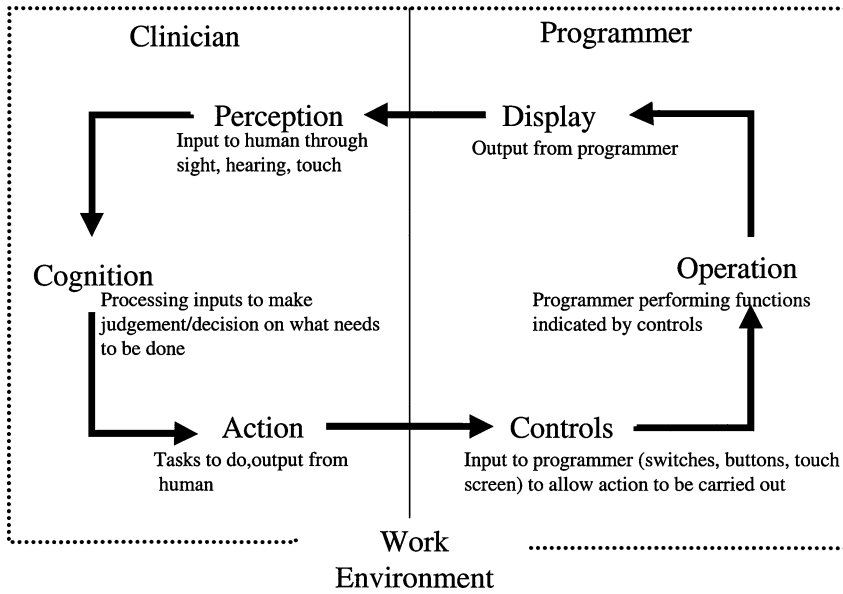 Clinician
Programmer
Perception
Input to human through
sight, hearing, touch
Display
Output from programmer
Cognition
Processing inputs to make
judgement/decision on what needs
to be done
Operation
Programmer performing functions
indicated by controls
Action
Tasks to do,output from
human
Controls
Input to programmer (switches, buttons, touch
screen) to allow action to be carried out
Work
Environment